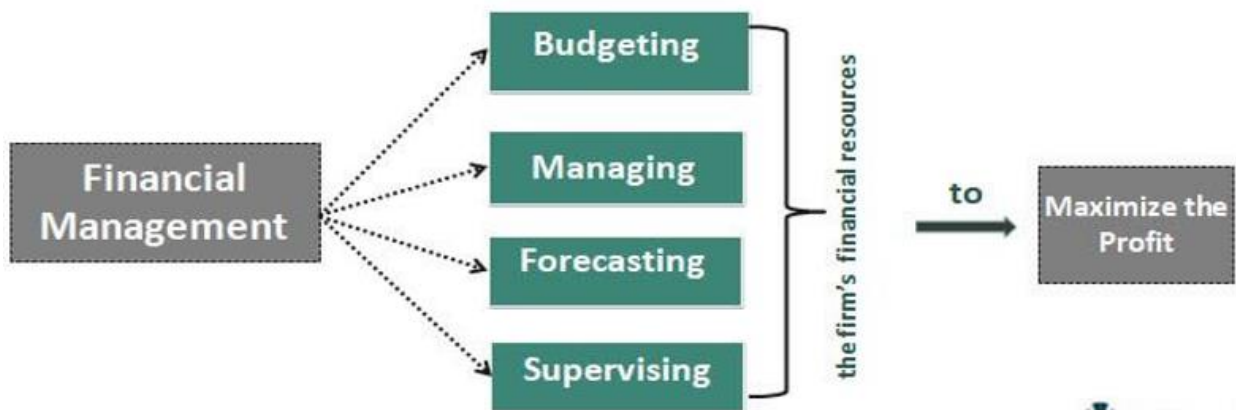 Financial
Management
Budgeting
Managing
Forecasting
Supervising
the firm's financial resources
to
Maximize the
Profit